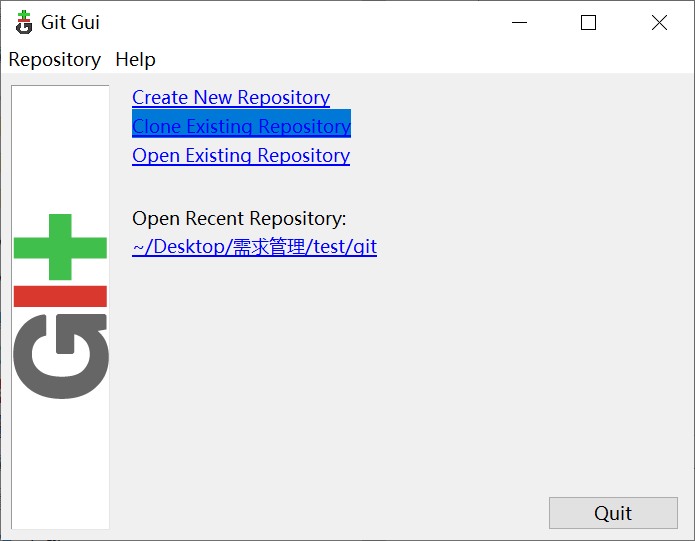 Git Gui
Repository Help
Create New Repository
Clone Existing Repository
Open Existing Repository
Open Recent Repository:
~/Desktop/需求管理/test/git
Git
Quit